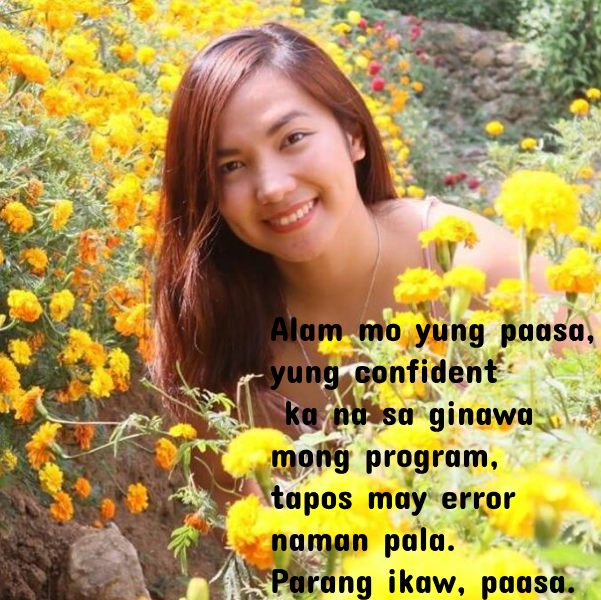 Alam mo yung paasa,
yung confident
ka na sa ginawa
mong program,
tapos may error
naman pala.
Parang ikaw, paasa.